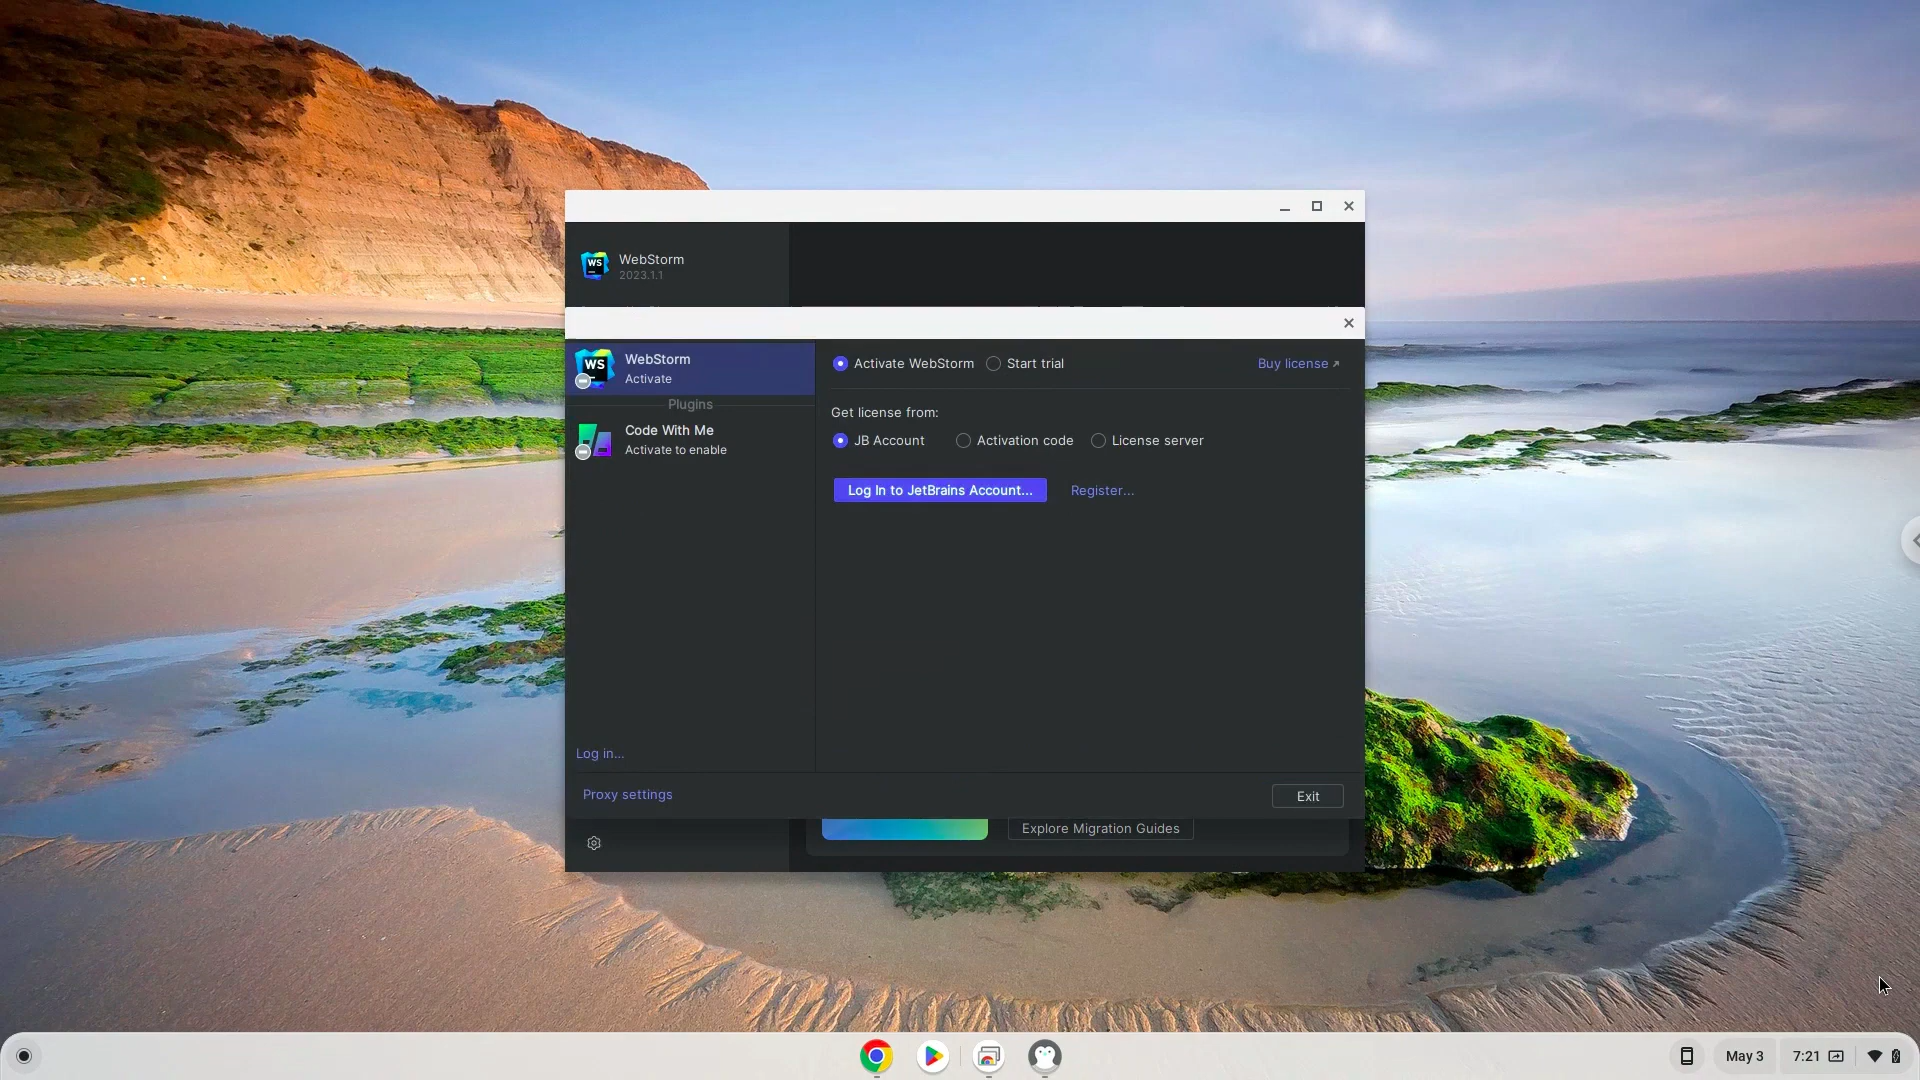 WS
WebStorm
2023.1.1
WS
WebStorm
Activate
Plugins
Code With Me
Activate to enable
Log in...
Proxy settings
Activate WebStorm
Start trial
Buy license
Get license from:
JB Account
Activation code
License server
Log In to JetBrains Account...
Register...
Exit
Explore Migration Guides
May 3
7:21